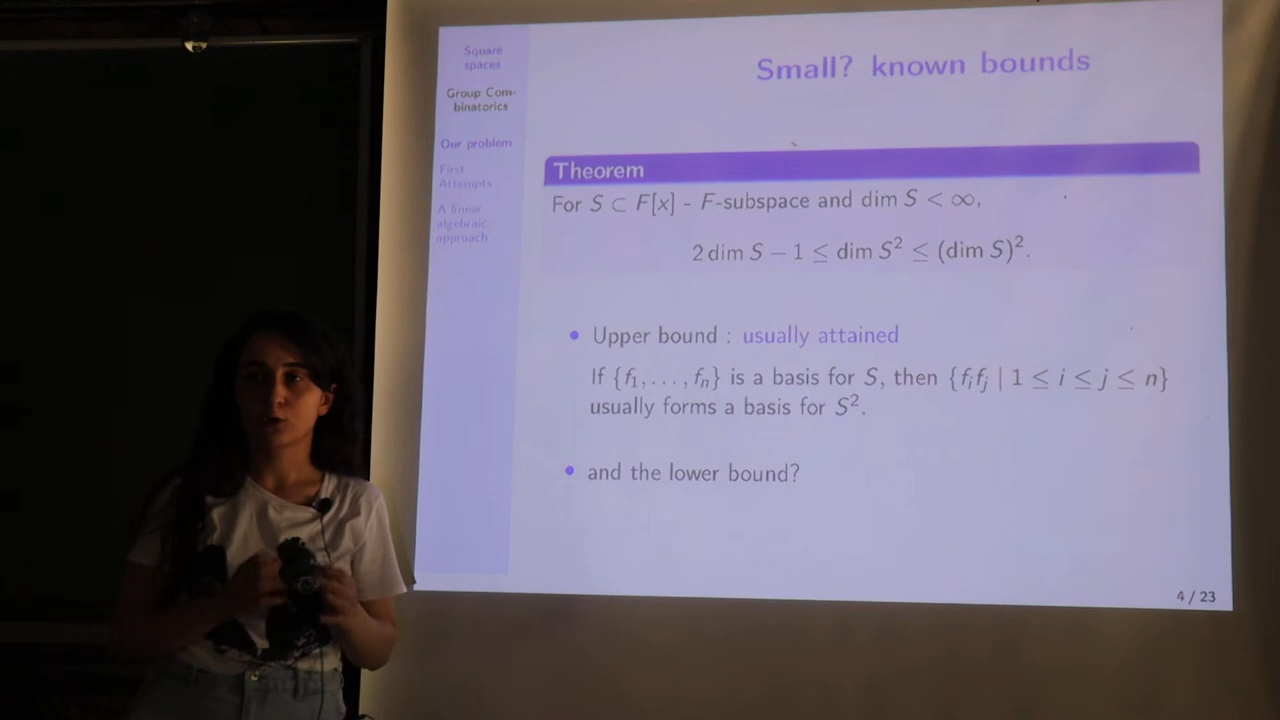 Square
spaces
Group Com-
binatorics
Our problem
First
Attempts
A linear
algebraic
approach
Small? known bounds
Theorem
For S ⊂ F[x] - F-subspace and dim S < ∞,
2 dim S − 1 ≤ dim S² ≤ (dim S)².
• Upper bound : usually attained
If {f₁, . . . , fₙ} is a basis for S, then {fᵢfⱼ | 1 ≤ i ≤ j ≤ n}
usually forms a basis for S².
• and the lower bound?
4 / 23